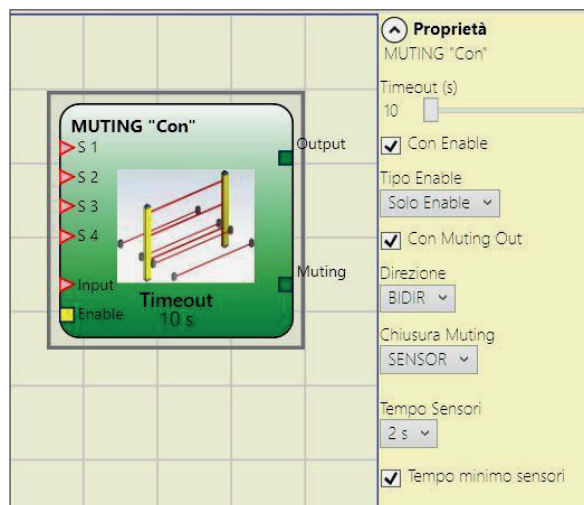 MUTING "Con"
S 1
S 2
S 3
S 4
Input
Enable
Output
Muting
Timeout
10 s
Proprietà
MUTING "Con"
Timeout (s)
10
Con Enable
Tipo Enable
Solo Enable
Con Muting Out
Direzione
BIDIR
Chiusura Muting
SENSOR
Tempo Sensori
2 s
Tempo minimo sensori